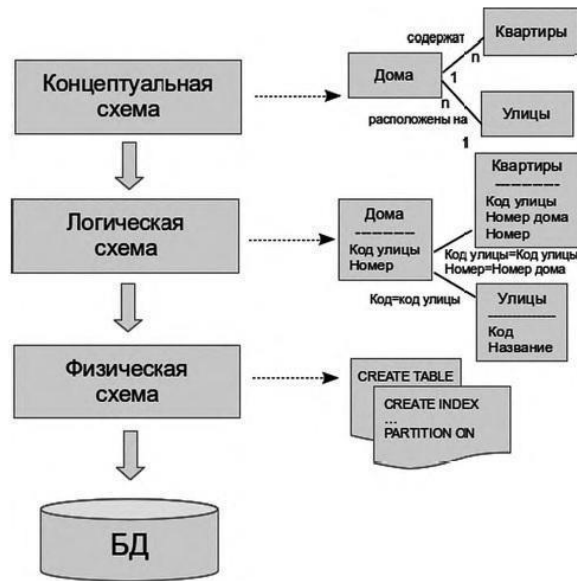 содержат
Квартиры
n
Концептуальная
схема
Дома
1
n
расположены на
Улицы
1
Квартиры
---------------
Код улицы
Номер дома
Номер
Логическая
схема
Дома
---------------
Код улицы
Номер
Код улицы=Код улицы
Номер=Номер дома
Код=код улицы
Улицы
---------------
Код
Название
Физическая
схема
CREATE TABLE
CREATE INDEX
...
PARTITION ON
БД